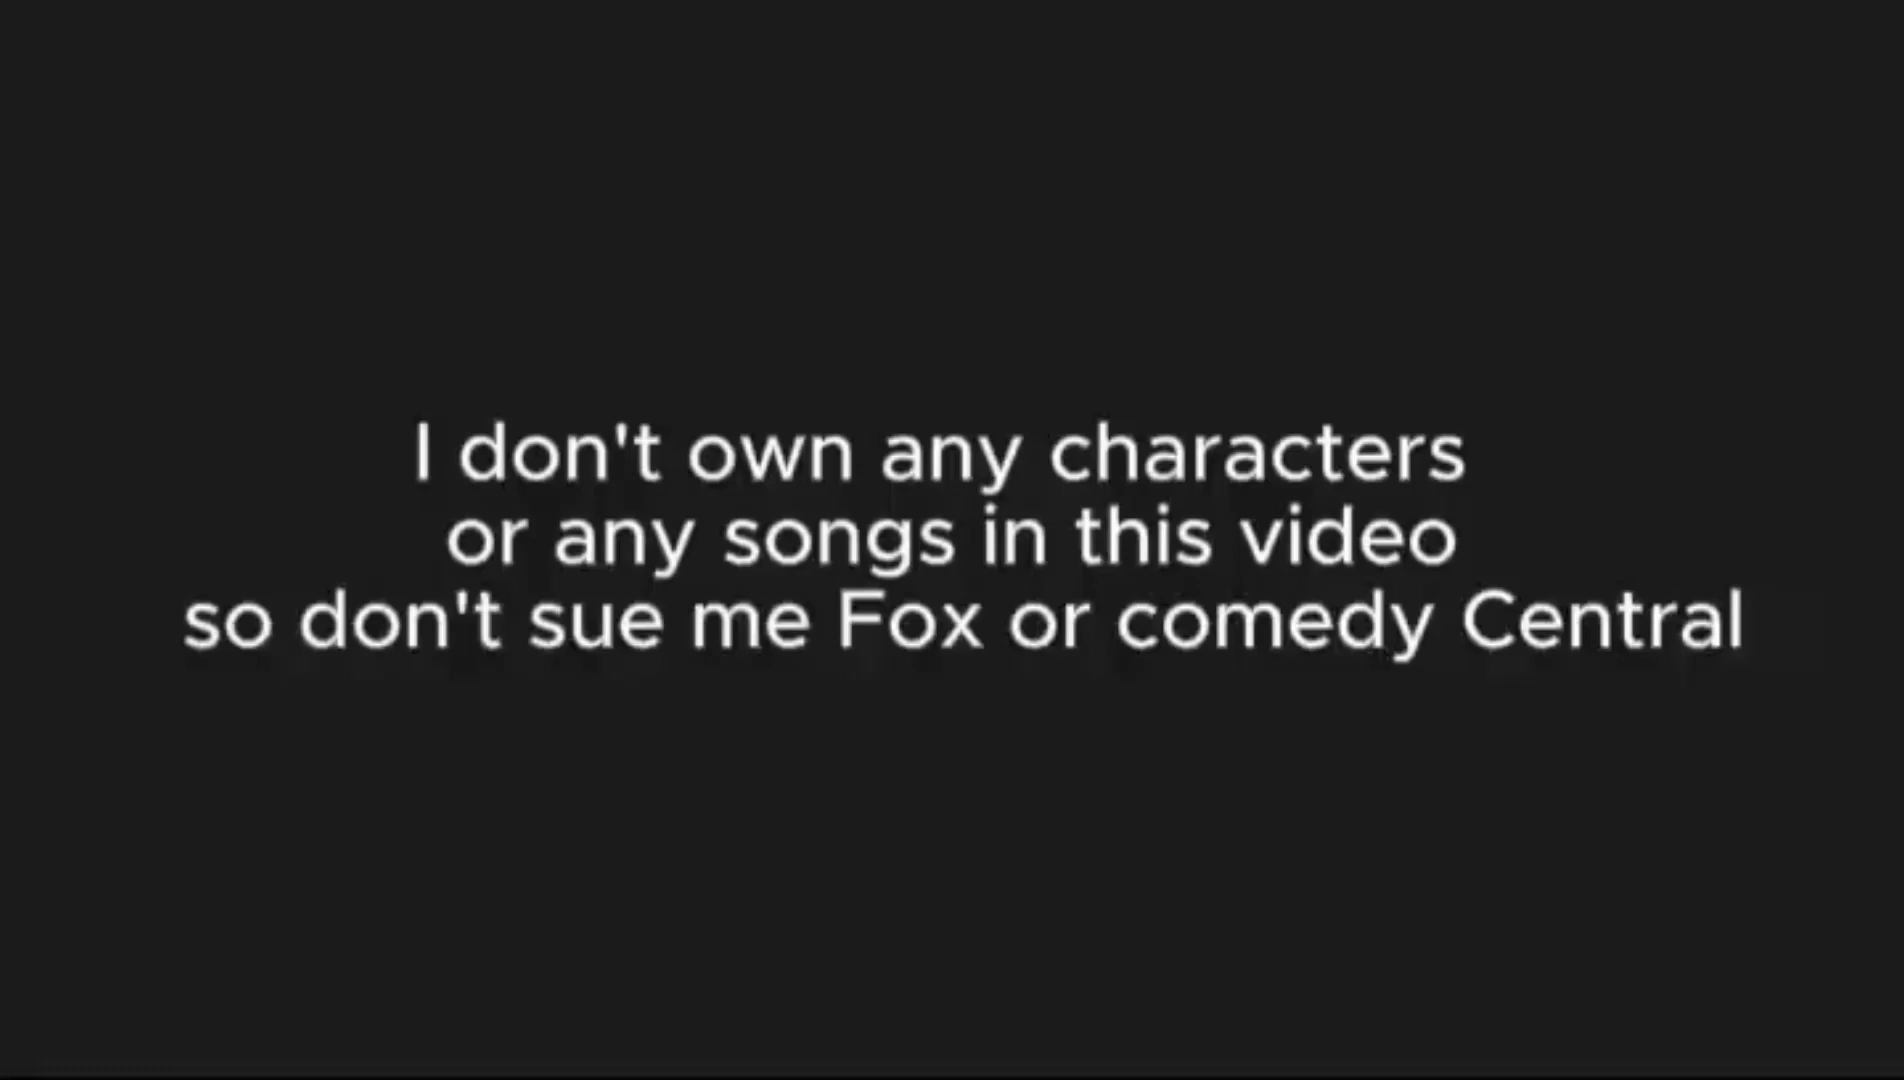 I don't own any characters
or any songs in this video
so don't sue me Fox or comedy Central